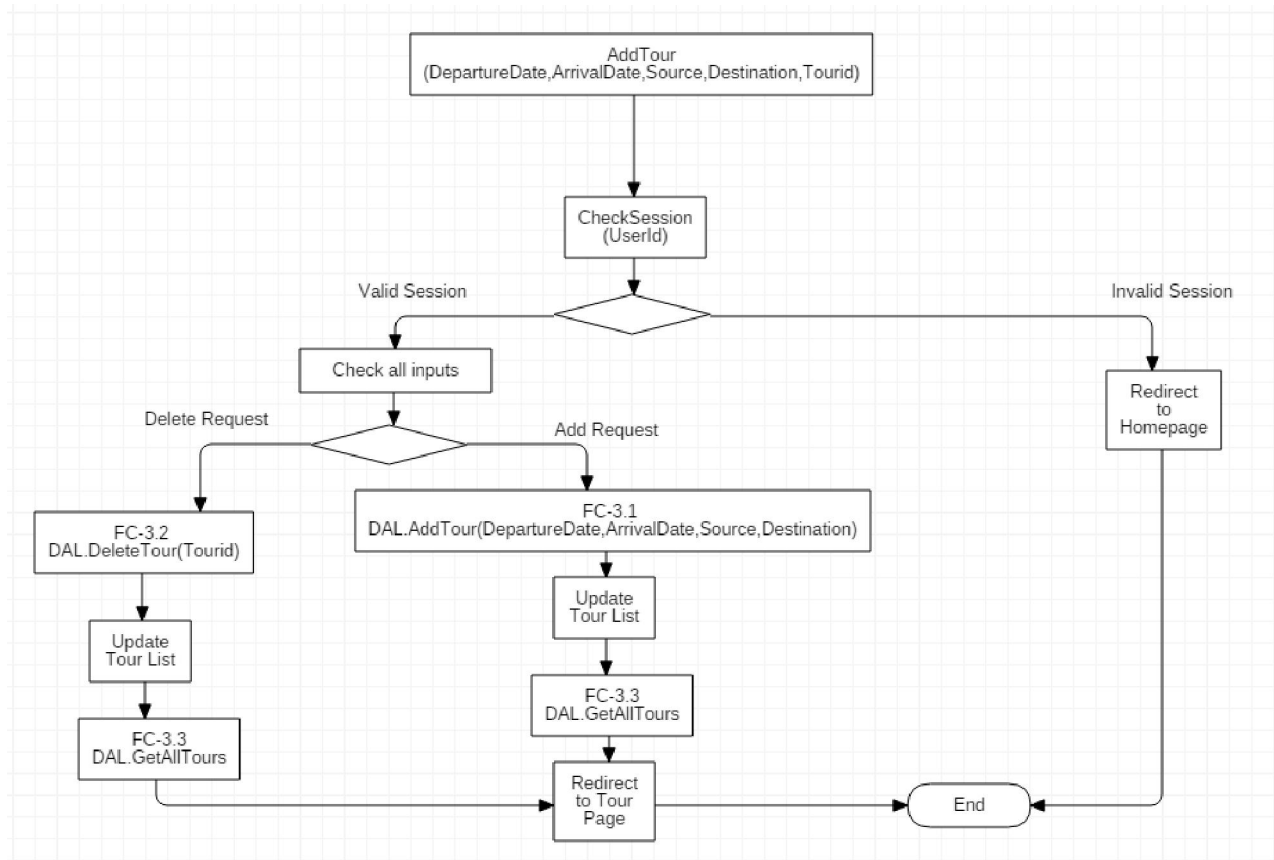 AddTour
(DepartureDate,ArrivalDate,Source,Destination,Tourid)
CheckSession
(UserId)
Valid Session
Invalid Session
Check all inputs
Redirect
to
Homepage
Delete Request
Add Request
FC-3.2
DAL.DeleteTour(Tourid)
FC-3.1
DAL.AddTour(DepartureDate,ArrivalDate,Source,Destination)
Update
Tour List
Update
Tour List
FC-3.3
DAL.GetAllTours
FC-3.3
DAL.GetAllTours
Redirect
to Tour
Page
End